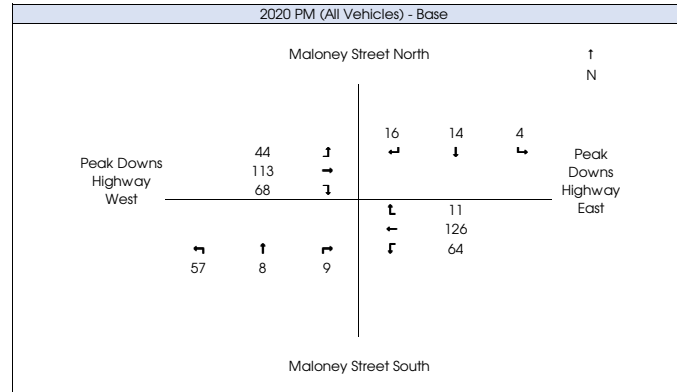 2020 PM (All Vehicles) - Base
Maloney Street North
↑
N
16 14 4
↵ ↓ ↳
44 ↥
113 →
68 ↴
Peak Downs
Highway
West
Peak
Downs
Highway
East
11
← 126
64
↰ ↑ ↱
57 8 9
Maloney Street South